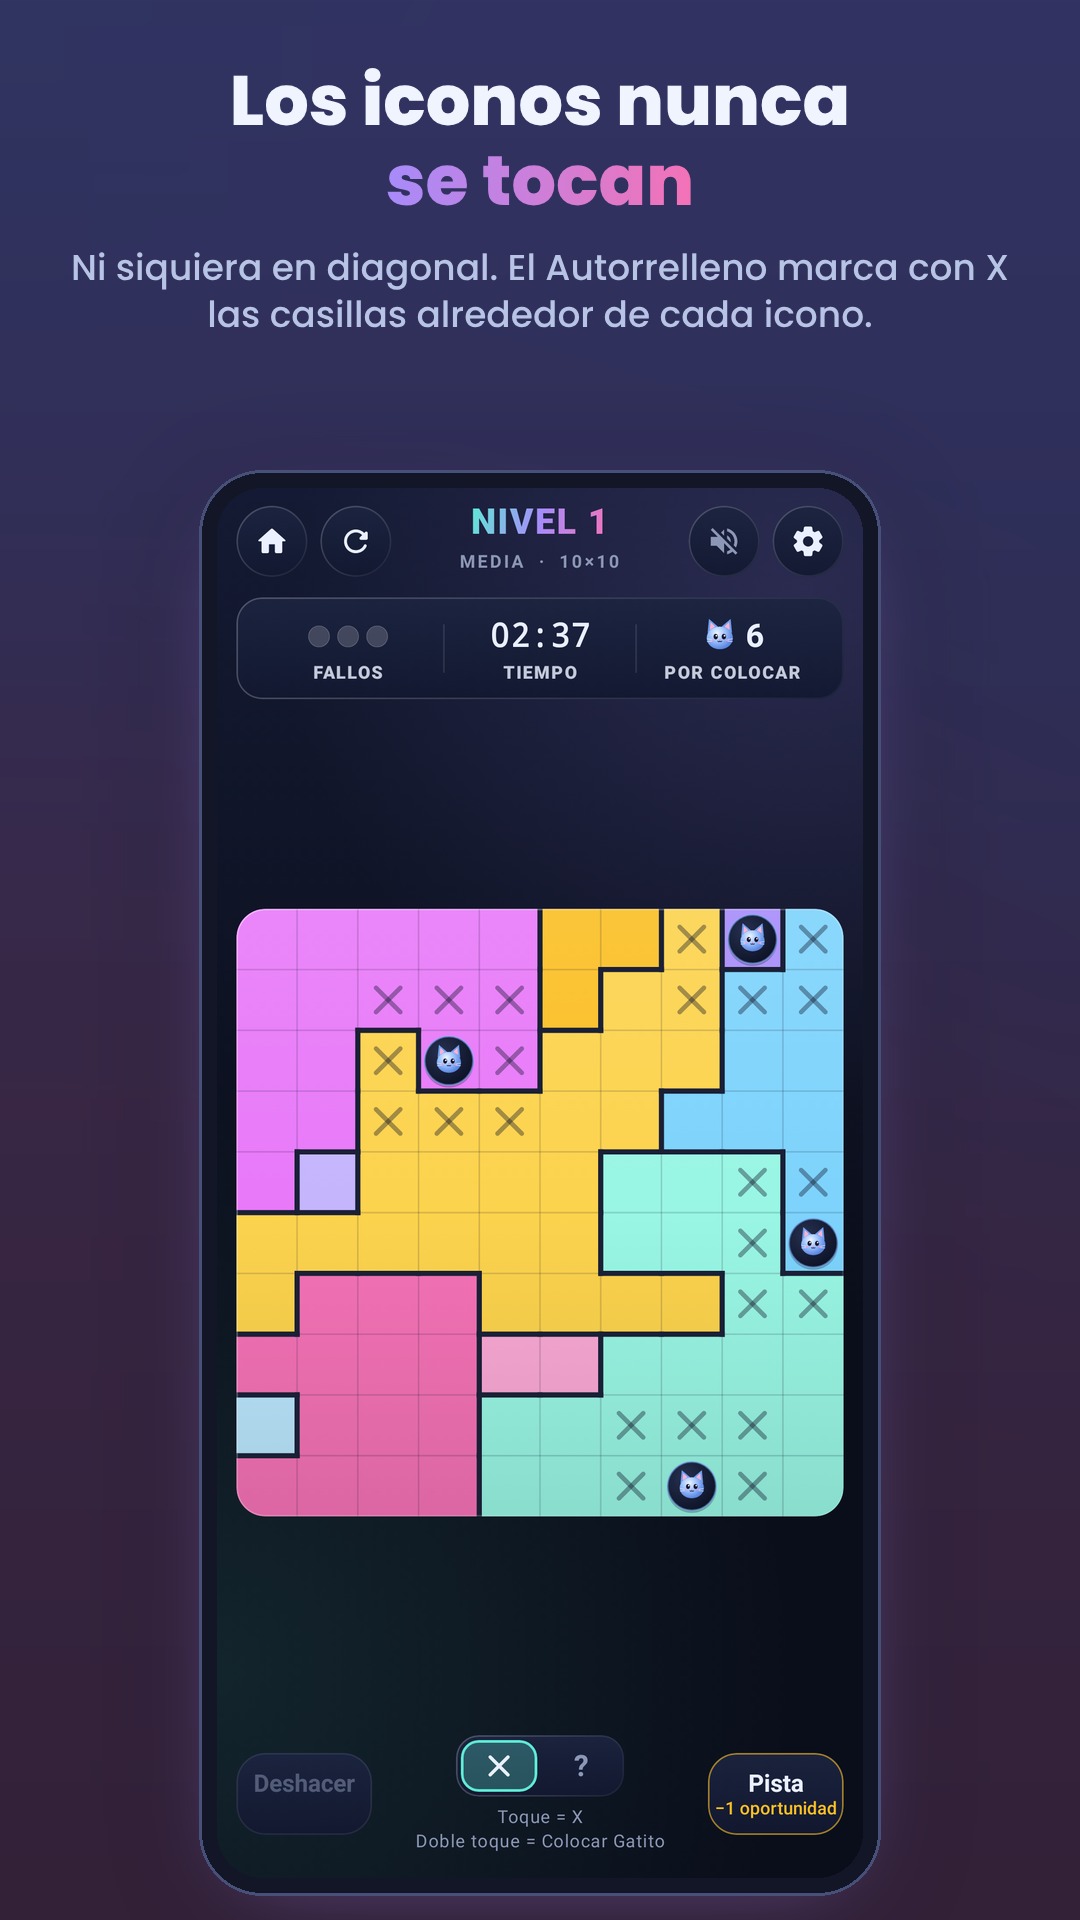 Los iconos nunca
se tocan
Ni siquiera en diagonal. El Autorrelleno marca con X
las casillas alrededor de cada icono.
NIVEL 1
MEDIA · 10×10
FALLOS
02:37
TIEMPO
6
POR COLOCAR
Deshacer
?
Toque = X
Doble toque = Colocar Gatito
Pista
−1 oportunidad